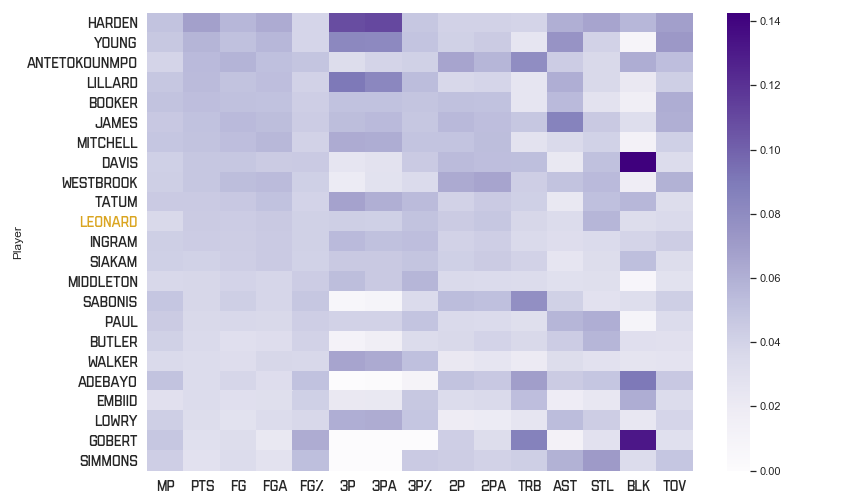 Player
HARDEN
YOUNG
ANTETOKOUNMPO
LILLARD
BOOKER
JAMES
MITCHELL
DAVIS
WESTBROOK
TATUM
LEONARD
INGRAM
SIAKAM
MIDDLETON
SABONIS
PAUL
BUTLER
WALKER
ADEBAYO
EMBIID
LOWRY
GOBERT
SIMMONS
MP PTS FG FGA FG% 3P 3PA 3P% 2P 2PA TRB AST STL BLK TOV
0.14
0.12
0.10
0.08
0.06
0.04
0.02
0.00